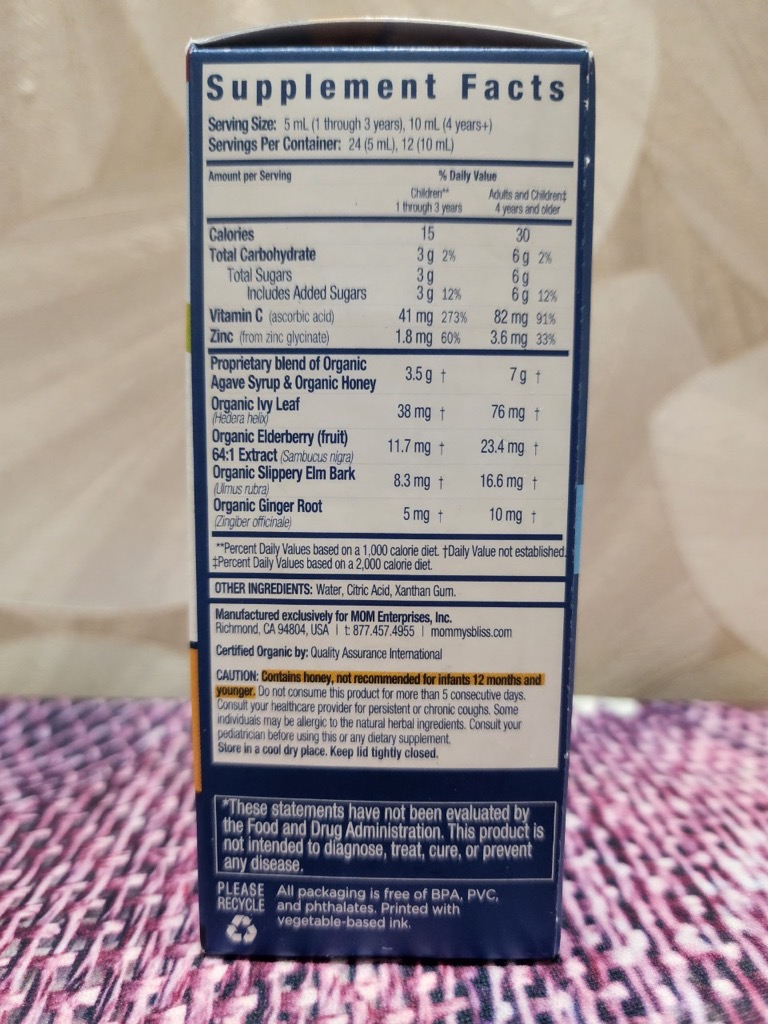 Supplement Facts
Serving Size: 5 mL (1 through 3 years), 10 mL (4 years+)
Servings Per Container: 24 (5 mL), 12 (10 mL)
Amount per Serving % Daily Value
Children** Adults and Children‡
1 through 3 years 4 years and older
Calories 15 30
Total Carbohydrate 3 g 2% 6 g 2%
Total Sugars 3 g 6 g
Includes Added Sugars 3 g 12% 6 g 12%
Vitamin C (ascorbic acid) 41 mg 273% 82 mg 91%
Zinc (from zinc glycinate) 1.8 mg 60% 3.6 mg 33%
Proprietary blend of Organic
Agave Syrup & Organic Honey 3.5 g † 7 g †
Organic Ivy Leaf
(Hedera helix) 38 mg † 76 mg †
Organic Elderberry (fruit)
64:1 Extract (Sambucus nigra) 11.7 mg † 23.4 mg †
Organic Slippery Elm Bark
(Ulmus rubra) 8.3 mg † 16.6 mg †
Organic Ginger Root
(Zingiber officinale) 5 mg † 10 mg †
**Percent Daily Values based on a 1,000 calorie diet. †Daily Value not established.
‡Percent Daily Values based on a 2,000 calorie diet.
OTHER INGREDIENTS: Water, Citric Acid, Xanthan Gum.
Manufactured exclusively for MOM Enterprises, Inc.
Richmond, CA 94804, USA | t: 877.457.4955 | mommysbliss.com
Certified Organic by: Quality Assurance International
CAUTION: Contains honey, not recommended for infants 12 months and
younger. Do not consume this product for more than 5 consecutive days.
Consult your healthcare provider for persistent or chronic coughs. Some
individuals may be allergic to the natural herbal ingredients. Consult your
pediatrician before using this or any dietary supplement.
Store in a cool dry place. Keep lid tightly closed.
*These statements have not been evaluated by
the Food and Drug Administration. This product is
not intended to diagnose, treat, cure, or prevent
any disease.
PLEASE RECYCLE
All packaging is free of BPA, PVC,
and phthalates. Printed with
vegetable-based ink.